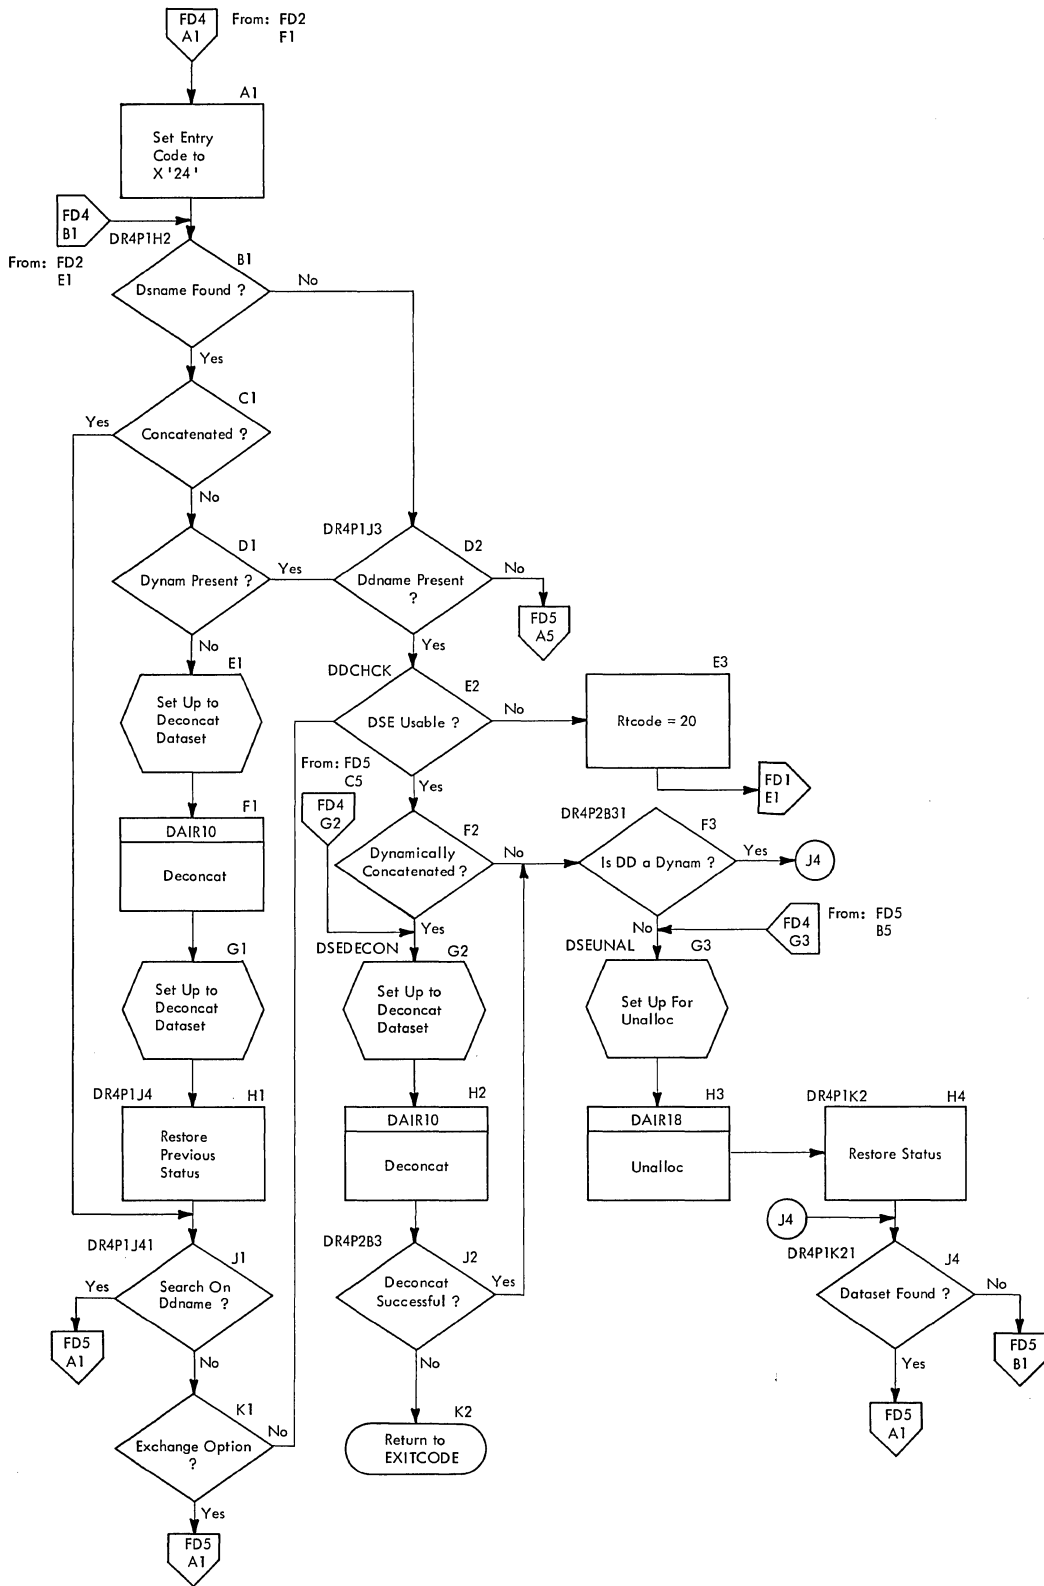 FD4
A1
From: FD2
F1
A1
Set Entry
Code to
X '24'
FD4
B1
DR4P1H2
From: FD2
E1
B1
Dsname Found ?
No
Yes
C1
Yes
Concatenated ?
No
DR4P1J3
D1
Dynam Present ?
Yes
D2
Ddname Present
?
No
FD5
A5
No
Yes
E1
Set Up to
Deconcat
Dataset
DDCHCK
E2
DSE Usable ?
No
E3
Rtcode = 20
FD1
E1
From: FD5
C5
Yes
FD4
G2
F1
DAIR10
Deconcat
F2
Dynamically
Concatenated ?
No
DR4P2B31
F3
Is DD a Dynam ?
Yes
J4
Yes
No
FD4
G3
From: FD5
B5
G1
Set Up to
Deconcat
Dataset
DSEDECON
G2
Set Up to
Deconcat
Dataset
DSEUNAL
G3
Set Up For
Unalloc
DR4P1J4
H1
Restore
Previous
Status
H2
DAIR10
Deconcat
H3
DAIR18
Unalloc
DR4P1K2
H4
Restore Status
J4
DR4P1J41
J1
Yes
Search On
Ddname ?
FD5
A1
No
DR4P2B3
J2
Deconcat
Successful ?
Yes
No
DR4P1K21
J4
Dataset Found ?
No
FD5
B1
Yes
FD5
A1
K1
Exchange Option
?
No
Yes
FD5
A1
K2
Return to
EXITCODE